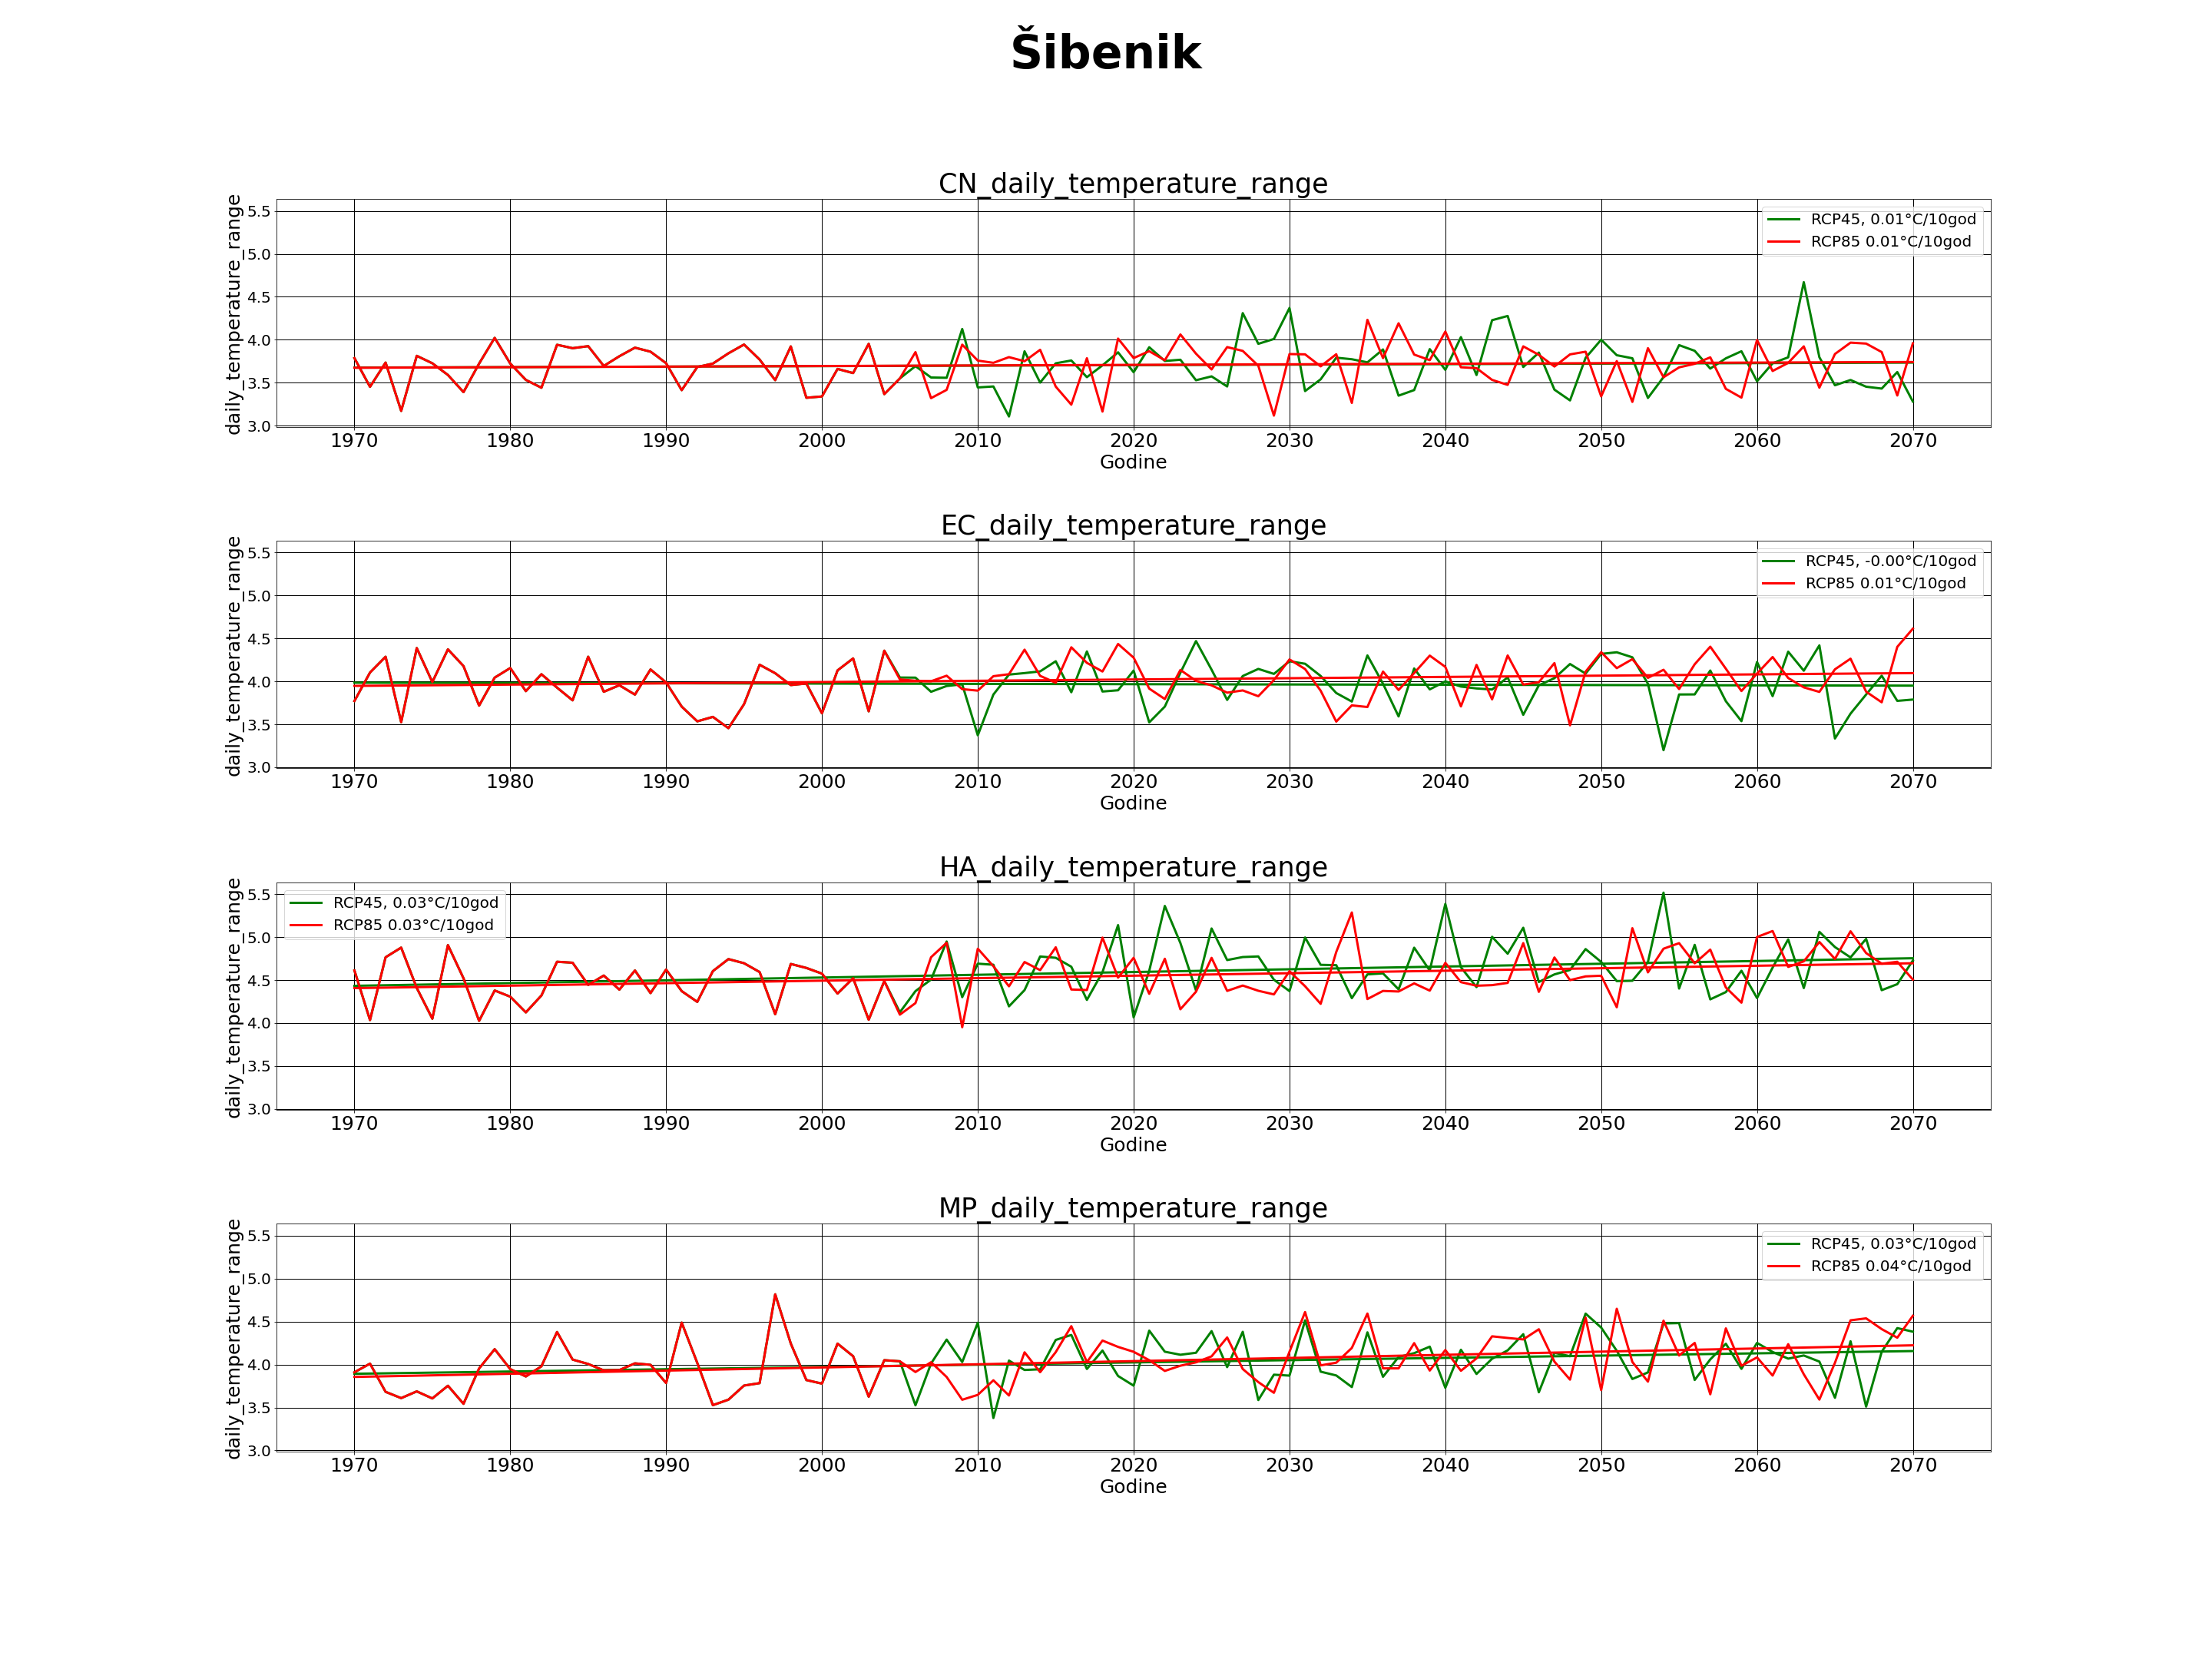 Šibenik
CN_daily_temperature_range
daily_temperature_range
5.5
5.0
4.5
4.0
3.5
3.0
RCP45, 0.01°C/10god
RCP85 0.01°C/10god
1970 1980 1990 2000 2010 2020 2030 2040 2050 2060 2070
Godine
EC_daily_temperature_range
daily_temperature_range
5.5
5.0
4.5
4.0
3.5
3.0
RCP45, -0.00°C/10god
RCP85 0.01°C/10god
1970 1980 1990 2000 2010 2020 2030 2040 2050 2060 2070
Godine
HA_daily_temperature_range
daily_temperature_range
5.5
5.0
4.5
4.0
3.5
3.0
RCP45, 0.03°C/10god
RCP85 0.03°C/10god
1970 1980 1990 2000 2010 2020 2030 2040 2050 2060 2070
Godine
MP_daily_temperature_range
daily_temperature_range
5.5
5.0
4.5
4.0
3.5
3.0
RCP45, 0.03°C/10god
RCP85 0.04°C/10god
1970 1980 1990 2000 2010 2020 2030 2040 2050 2060 2070
Godine